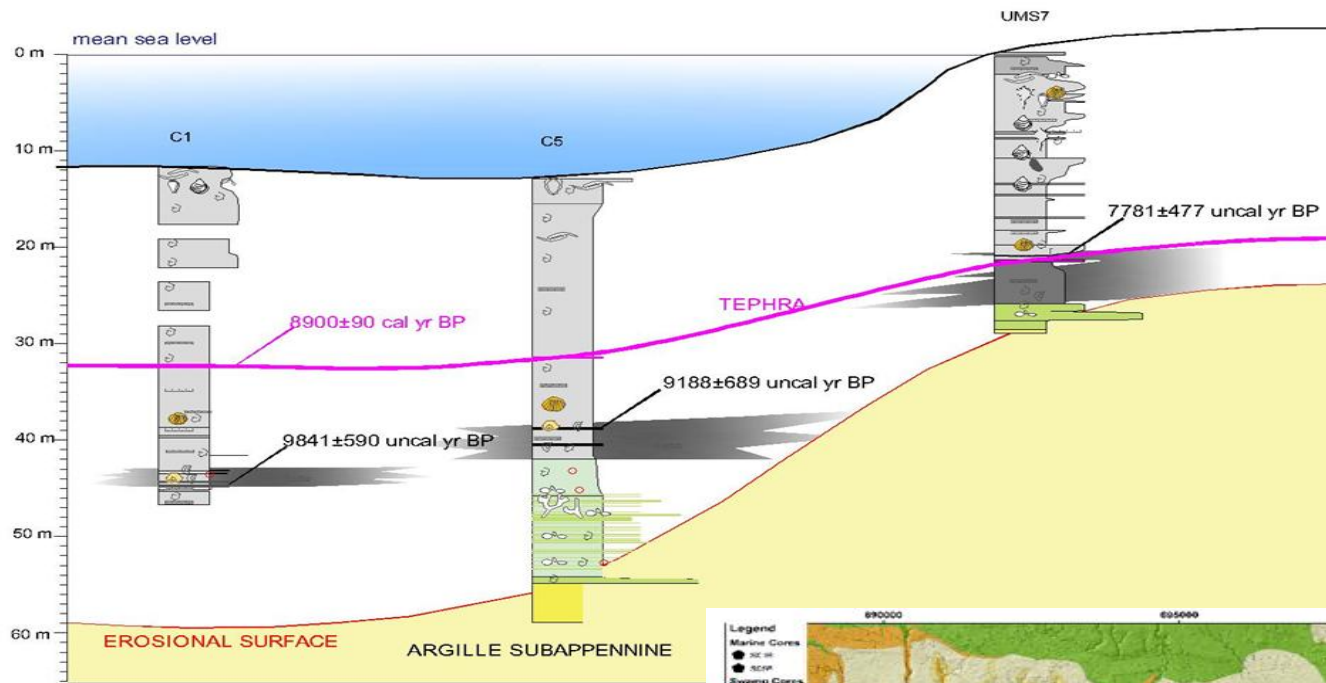 UMS7
mean sea level
0 m
C1
C5
10 m
7781±477 uncal yr BP
20 m
TEPHRA
8900±90 cal yr BP
30 m
9188±689 uncal yr BP
40 m
9841±590 uncal yr BP
50 m
60 m
EROSIONAL SURFACE
ARGILLE SUBAPPENNINE
690000
695000
Legend
Marine Cores
Swamp Cores